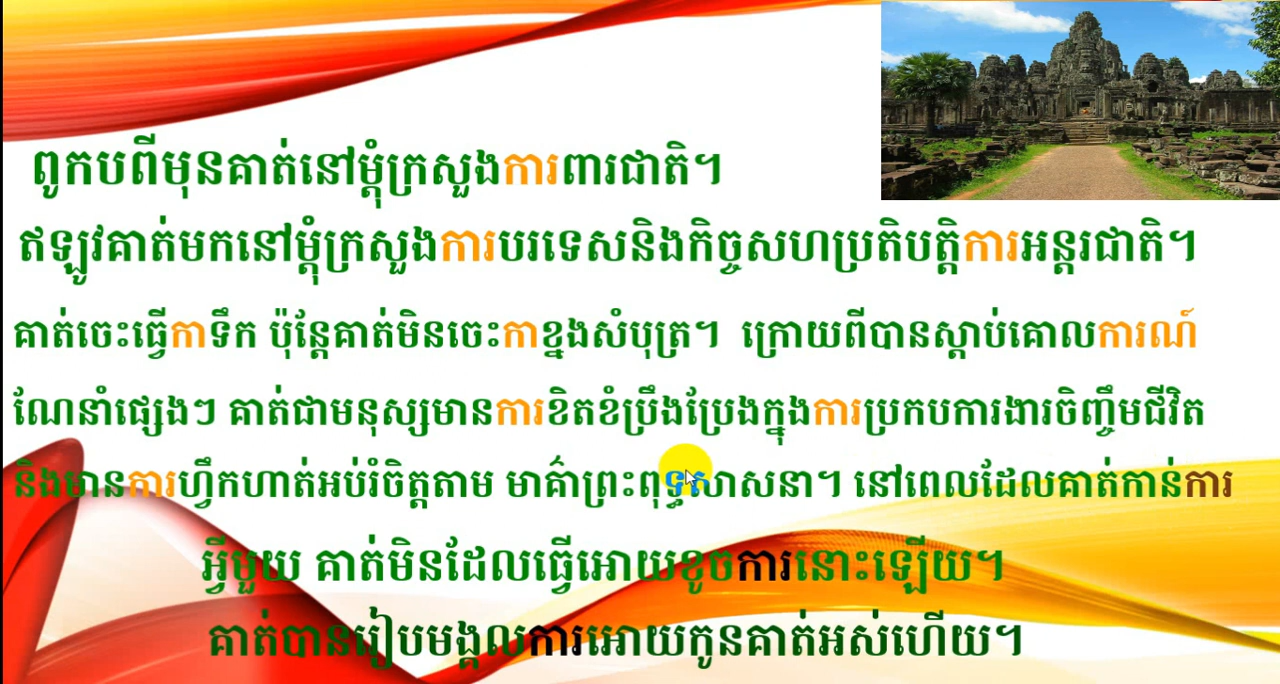 ពូកបពីមុនគាត់នៅម្តុំក្រសួងការពារជាតិ។
ឥឡូវគាត់មកនៅម្តុំក្រសួងការបរទេសនិងកិច្ចសហប្រតិបត្តិការអន្តរជាតិ។
គាត់ចេះធ្វើកាទឹក ប៉ុន្តែគាត់មិនចេះកាខ្នងសំបុត្រ។ ក្រោយពីបានស្តាប់គោលការណ៍
ណែនាំផ្សេងៗ គាត់ជាមនុស្សមានការខិតខំប្រឹងប្រែងក្នុងការប្រកបការងារចិញ្ចឹមជីវិត
និងមានការហ្វឹកហាត់អប់រំចិត្តតាម មាគ៌ាព្រះពុទ្ធសាសនា។ នៅពេលដែលគាត់កាន់ការ
អ្វីមួយ គាត់មិនដែលធ្វើអោយខូចការនោះឡើយ។
គាត់បានរៀបមង្គលការអោយកូនគាត់អស់ហើយ។